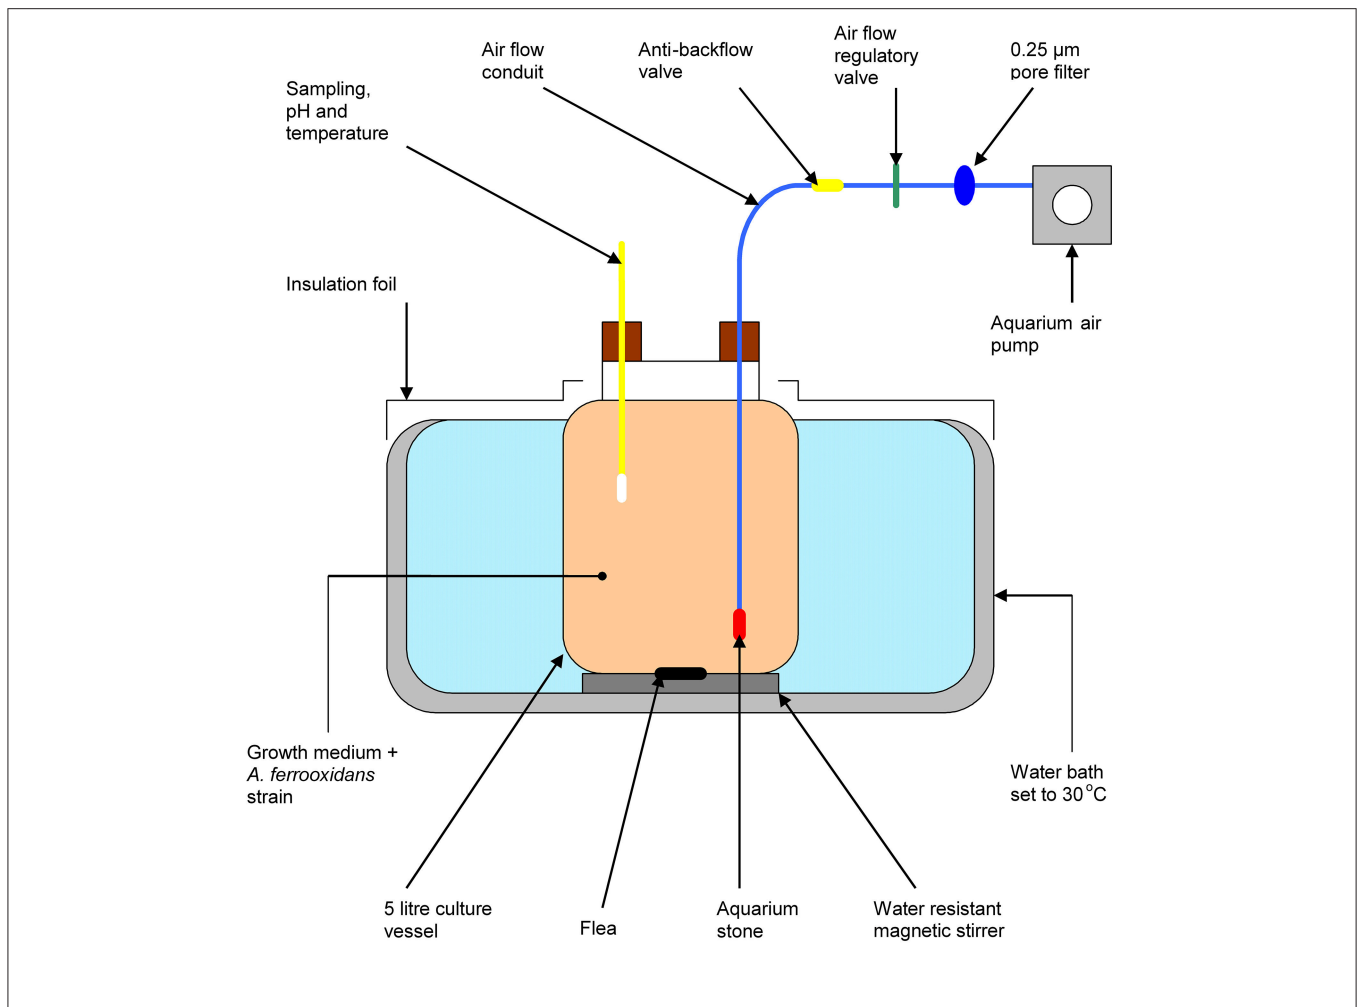 Air flow
conduit
Anti-backflow
valve
Air flow
regulatory
valve
0.25 µm
pore filter
Sampling,
pH and
temperature
Insulation foil
Aquarium air
pump
Growth medium +
A. ferrooxidans
strain
Water bath
set to 30°C
5 litre culture
vessel
Flea
Aquarium
stone
Water resistant
magnetic stirrer